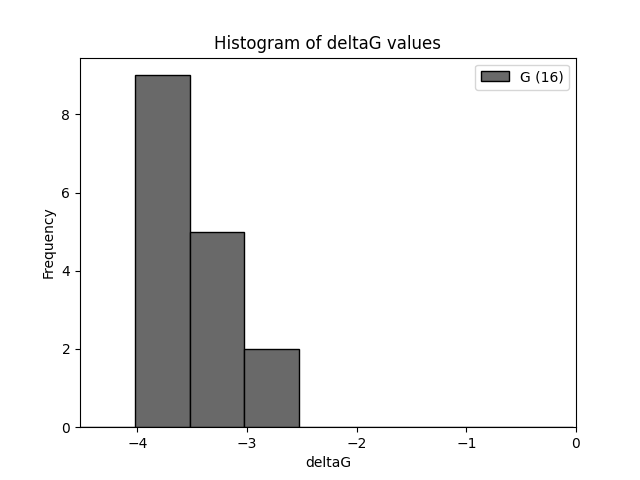 Histogram of deltaG values
G (16)
Frequency
8
6
4
2
0
−4
−3
−2
−1
0
deltaG